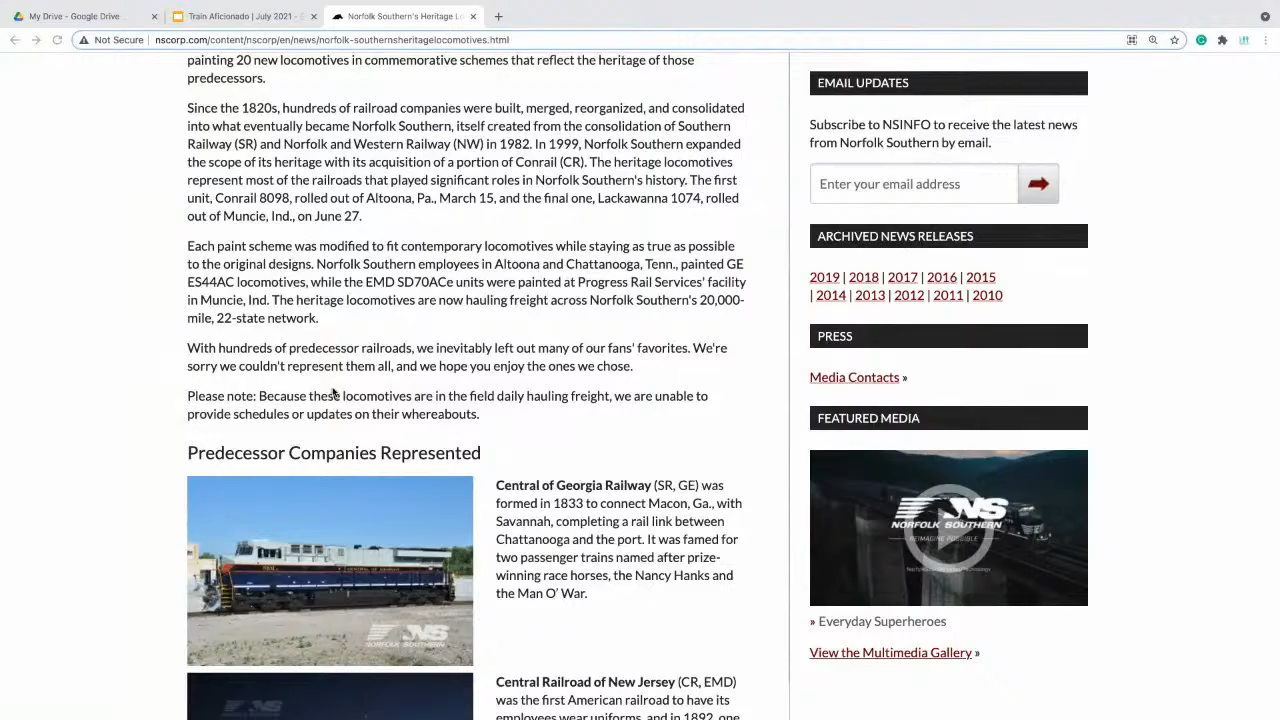 My Drive - Google Drive
Train Aficionado | July 2021 -
Norfolk Southern's Heritage Lo
Not Secure
nscorp.com/content/nscorp/en/news/norfolk-southernsheritagelocomotives.html
painting 20 new locomotives in commemorative schemes that reflect the heritage of those
predecessors.
Since the 1820s, hundreds of railroad companies were built, merged, reorganized, and consolidated
into what eventually became Norfolk Southern, itself created from the consolidation of Southern
Railway (SR) and Norfolk and Western Railway (NW) in 1982. In 1999, Norfolk Southern expanded
the scope of its heritage with its acquisition of a portion of Conrail (CR). The heritage locomotives
represent most of the railroads that played significant roles in Norfolk Southern's history. The first
unit, Conrail 8098, rolled out of Altoona, Pa., March 15, and the final one, Lackawanna 1074, rolled
out of Muncie, Ind., on June 27.
Each paint scheme was modified to fit contemporary locomotives while staying as true as possible
to the original designs. Norfolk Southern employees in Altoona and Chattanooga, Tenn., painted GE
ES44AC locomotives, while the EMD SD70ACe units were painted at Progress Rail Services' facility
in Muncie, Ind. The heritage locomotives are now hauling freight across Norfolk Southern's 20,000-
mile, 22-state network.
With hundreds of predecessor railroads, we inevitably left out many of our fans' favorites. We're
sorry we couldn't represent them all, and we hope you enjoy the ones we chose.
Please note: Because these locomotives are in the field daily hauling freight, we are unable to
provide schedules or updates on their whereabouts.
Predecessor Companies Represented
CENTRAL OF GEORGIA
NS
NORFOLK SOUTHERN
Central of Georgia Railway (SR, GE) was
formed in 1833 to connect Macon, Ga., with
Savannah, completing a rail link between
Chattanooga and the port. It was famed for
two passenger trains named after prize-
winning race horses, the Nancy Hanks and
the Man O' War.
Central Railroad of New Jersey (CR, EMD)
was the first American railroad to have its
employees wear uniforms, and in 1892, one
EMAIL UPDATES
Subscribe to NSINFO to receive the latest news
from Norfolk Southern by email.
Enter your email address
ARCHIVED NEWS RELEASES
2019 | 2018 | 2017 | 2016 | 2015
| 2014 | 2013 | 2012 | 2011 | 2010
PRESS
Media Contacts »
FEATURED MEDIA
NS
NORFOLK SOUTHERN
REIMAGINE POSSIBLE
» Everyday Superheroes
View the Multimedia Gallery »